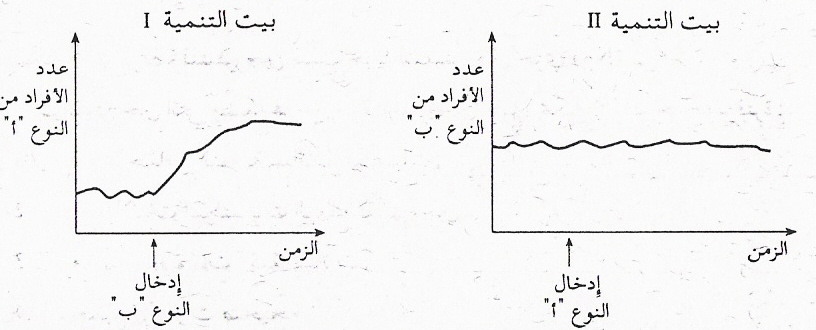 بيت التنمية I
عدد
الأفراد من
النوع "أ"
الزمن
إدخال
النوع "ب"
بيت التنمية II
عدد
الأفراد من
النوع "ب"
الزمن
إدخال
النوع "أ"